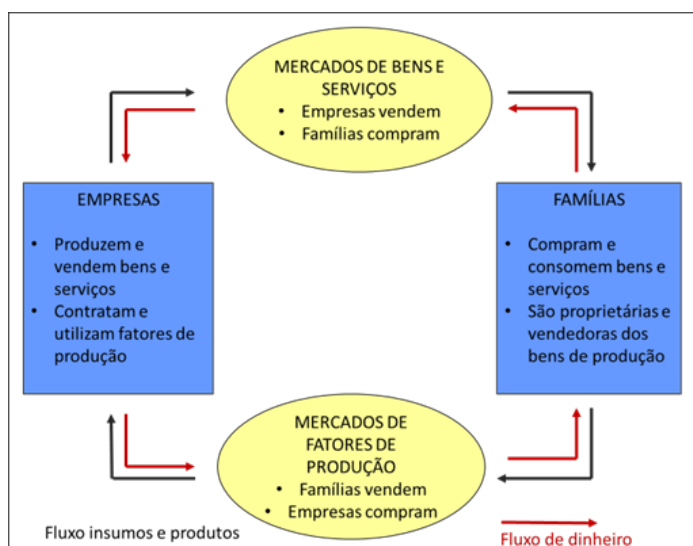 MERCADOS DE BENS E
SERVIÇOS
• Empresas vendem
• Famílias compram
EMPRESAS
• Produzem e
vendem bens e
serviços
• Contratam e
utilizam fatores de
produção
FAMÍLIAS
• Compram e
consomem bens e
serviços
• São proprietárias e
vendedoras dos
bens de produção
MERCADOS DE
FATORES DE
PRODUÇÃO
• Famílias vendem
• Empresas compram
Fluxo insumos e produtos
Fluxo de dinheiro